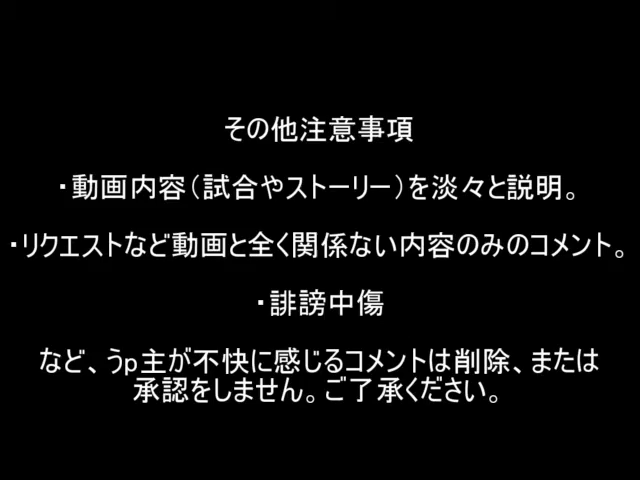 その他注意事項
・動画内容(試合やストーリー)を淡々と説明。
・リクエストなど動画と全く関係ない内容のみのコメント。
・誹謗中傷
など、うp主が不快に感じるコメントは削除、または
承認をしません。ご了承ください。